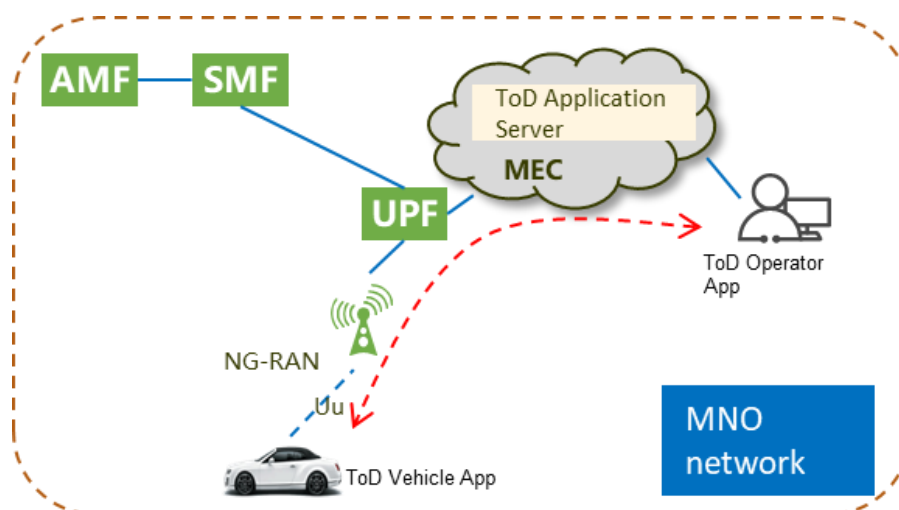 AMF
SMF
ToD Application
Server
MEC
UPF
ToD Operator
App
NG-RAN
Uu
ToD Vehicle App
MNO
network